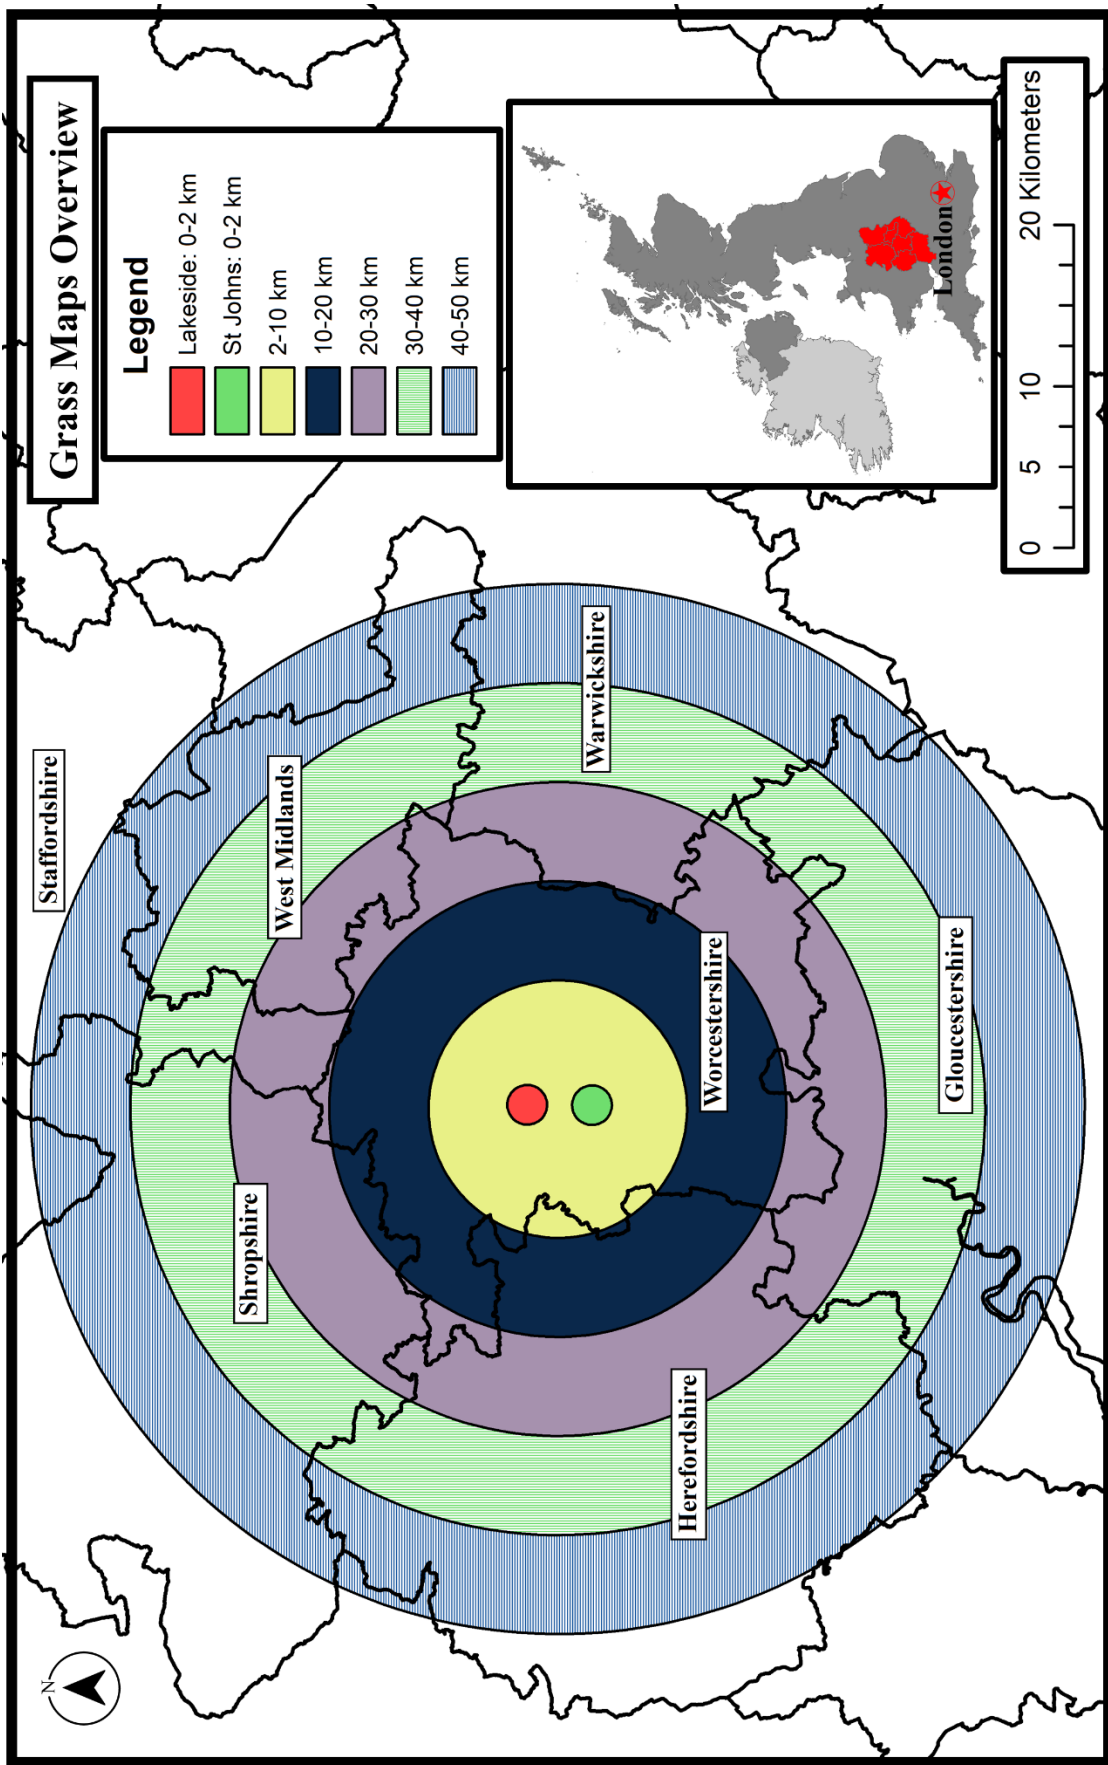 Grass Maps Overview
N
Legend
Lakeside: 0-2 km
St Johns: 0-2 km
2-10 km
10-20 km
20-30 km
30-40 km
40-50 km
Staffordshire
West Midlands
Shropshire
Warwickshire
Worcestershire
Herefordshire
Gloucestershire
London
0 5 10 20 Kilometers